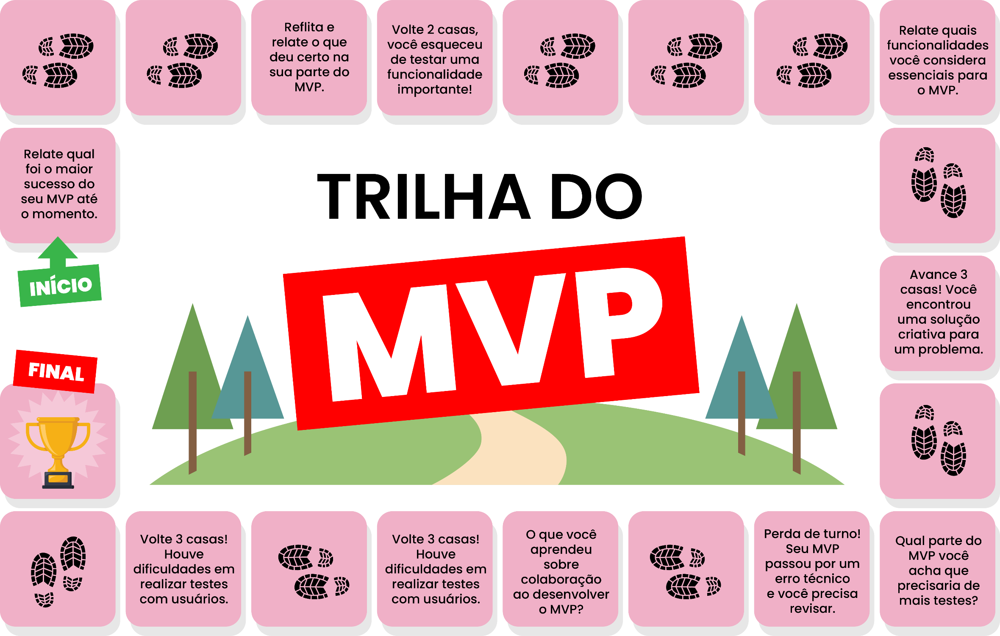 Reflita e
relate o que
deu certo na
sua parte do
MVP.
Volte 2 casas,
você esqueceu
de testar uma
funcionalidade
importante!
Relate quais
funcionalidades
você considera
essenciais para
o MVP.
Relate qual
foi o maior
sucesso do
seu MVP até
o momento.
INÍCIO
TRILHA DO
MVP
Avance 3
casas! Você
encontrou
uma solução
criativa para
um problema.
FINAL
Volte 3 casas!
Houve
dificuldades em
realizar testes
com usuários.
Volte 3 casas!
Houve
dificuldades em
realizar testes
com usuários.
O que você
aprendeu
sobre
colaboração
ao desenvolver
o MVP?
Perda de turno!
Seu MVP
passou por um
erro técnico
e você precisa
revisar.
Qual parte do
MVP você
acha que
precisaria de
mais testes?